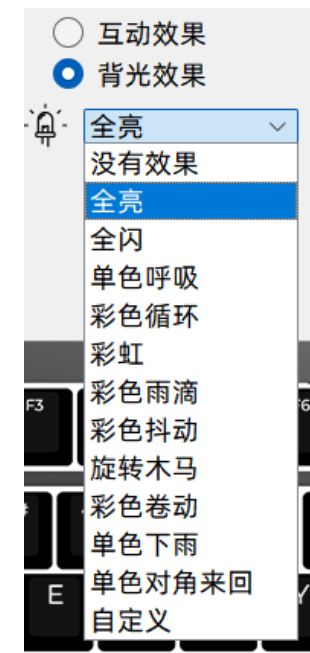 互动效果
背光效果
全亮
没有效果
全亮
全闪
单色呼吸
彩色循环
彩虹
彩色雨滴
F3
彩色抖动
旋转木马
彩色卷动
单色下雨
单色对角来回
E
Y
自定义